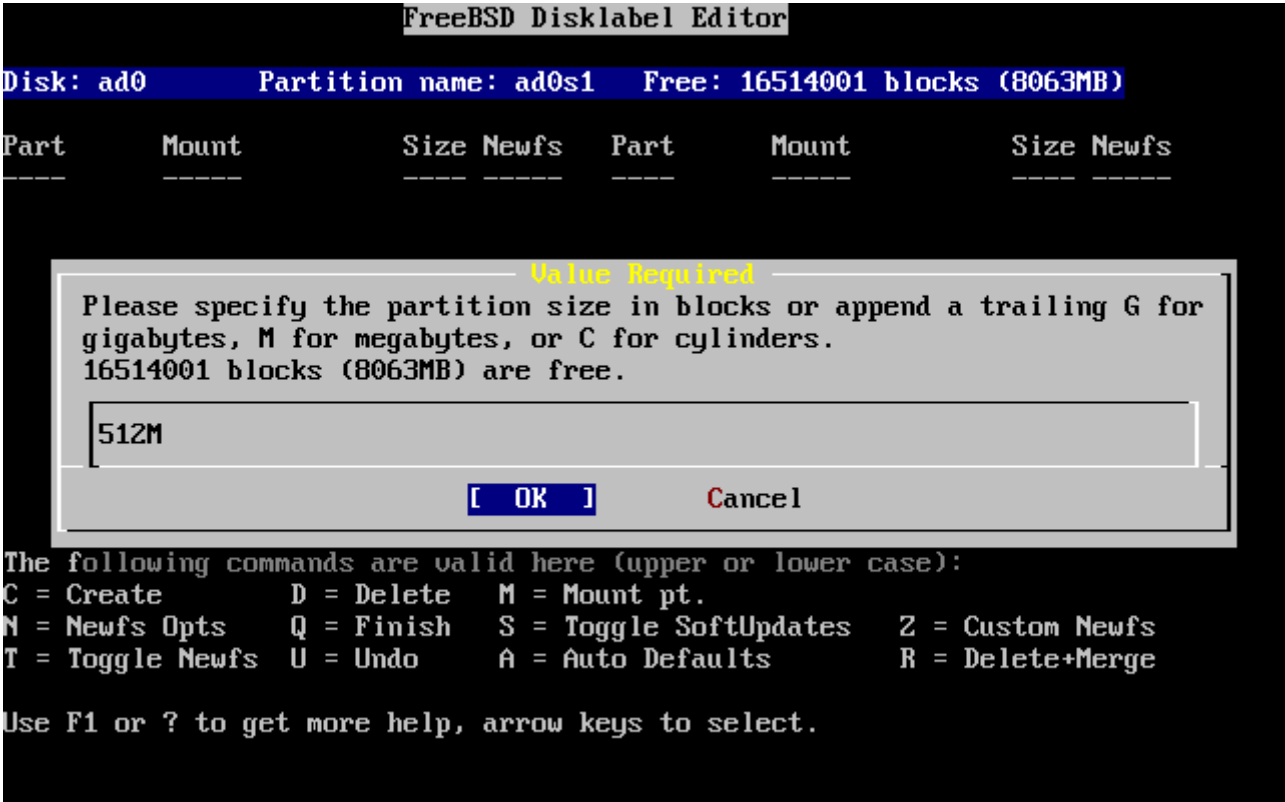 FreeBSD Disklabel Editor
Disk: ad0 Partition name: ad0s1 Free: 16514001 blocks (8063MB)
Part Mount Size Newfs Part Mount Size Newfs
---- ----- ---- ----- ---- ----- ---- -----
Value Required
Please specify the partition size in blocks or append a trailing G for
gigabytes, M for megabytes, or C for cylinders.
16514001 blocks (8063MB) are free.
512M
[ OK ] Cancel
The following commands are valid here (upper or lower case):
C = Create D = Delete M = Mount pt.
N = Newfs Opts Q = Finish S = Toggle SoftUpdates Z = Custom Newfs
T = Toggle Newfs U = Undo A = Auto Defaults R = Delete+Merge
Use F1 or ? to get more help, arrow keys to select.